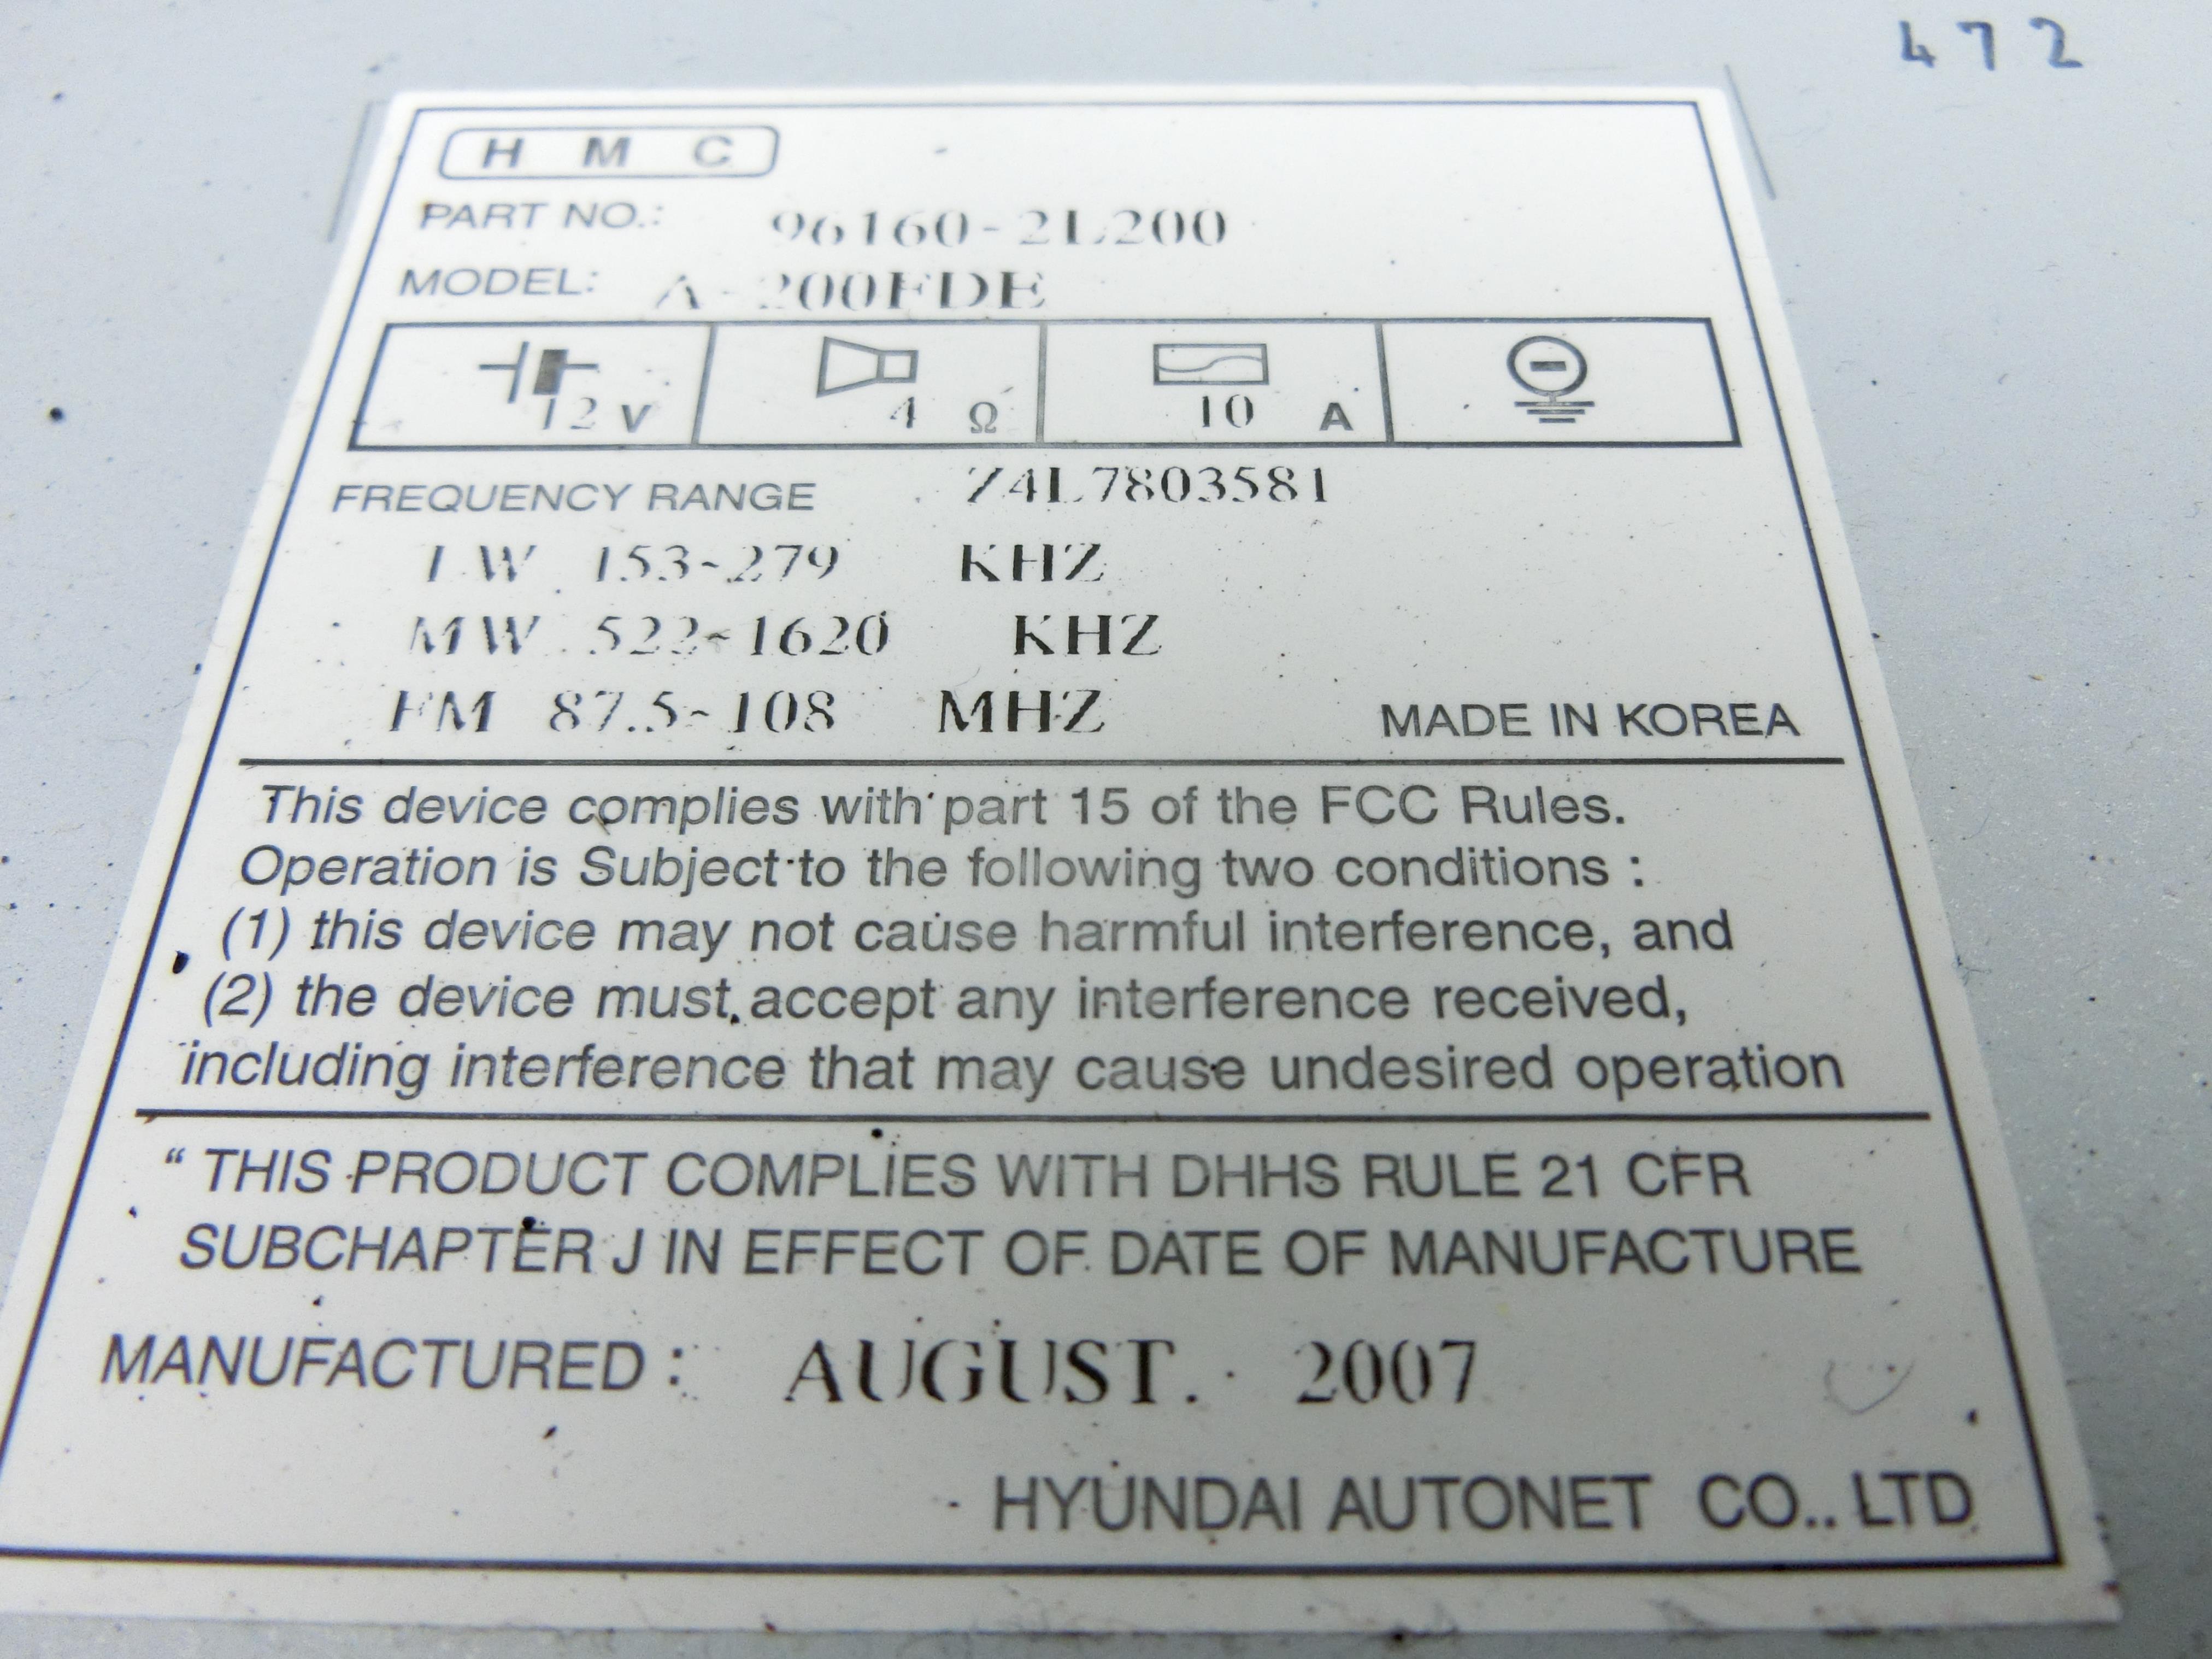 472
H M C
PART NO.: 96160-2L200
MODEL: A-200FDE
12 V 4 Ω 10 A
FREQUENCY RANGE Z4L7803581
LW 153~279 KHZ
MW 522~1620 KHZ
FM 87.5~108 MHZ
MADE IN KOREA
This device complies with part 15 of the FCC Rules.
Operation is Subject to the following two conditions :
(1) this device may not cause harmful interference, and
(2) the device must accept any interference received,
including interference that may cause undesired operation
“ THIS PRODUCT COMPLIES WITH DHHS RULE 21 CFR
SUBCHAPTER J IN EFFECT OF DATE OF MANUFACTURE
MANUFACTURED : AUGUST. 2007
HYUNDAI AUTONET CO.. LTD